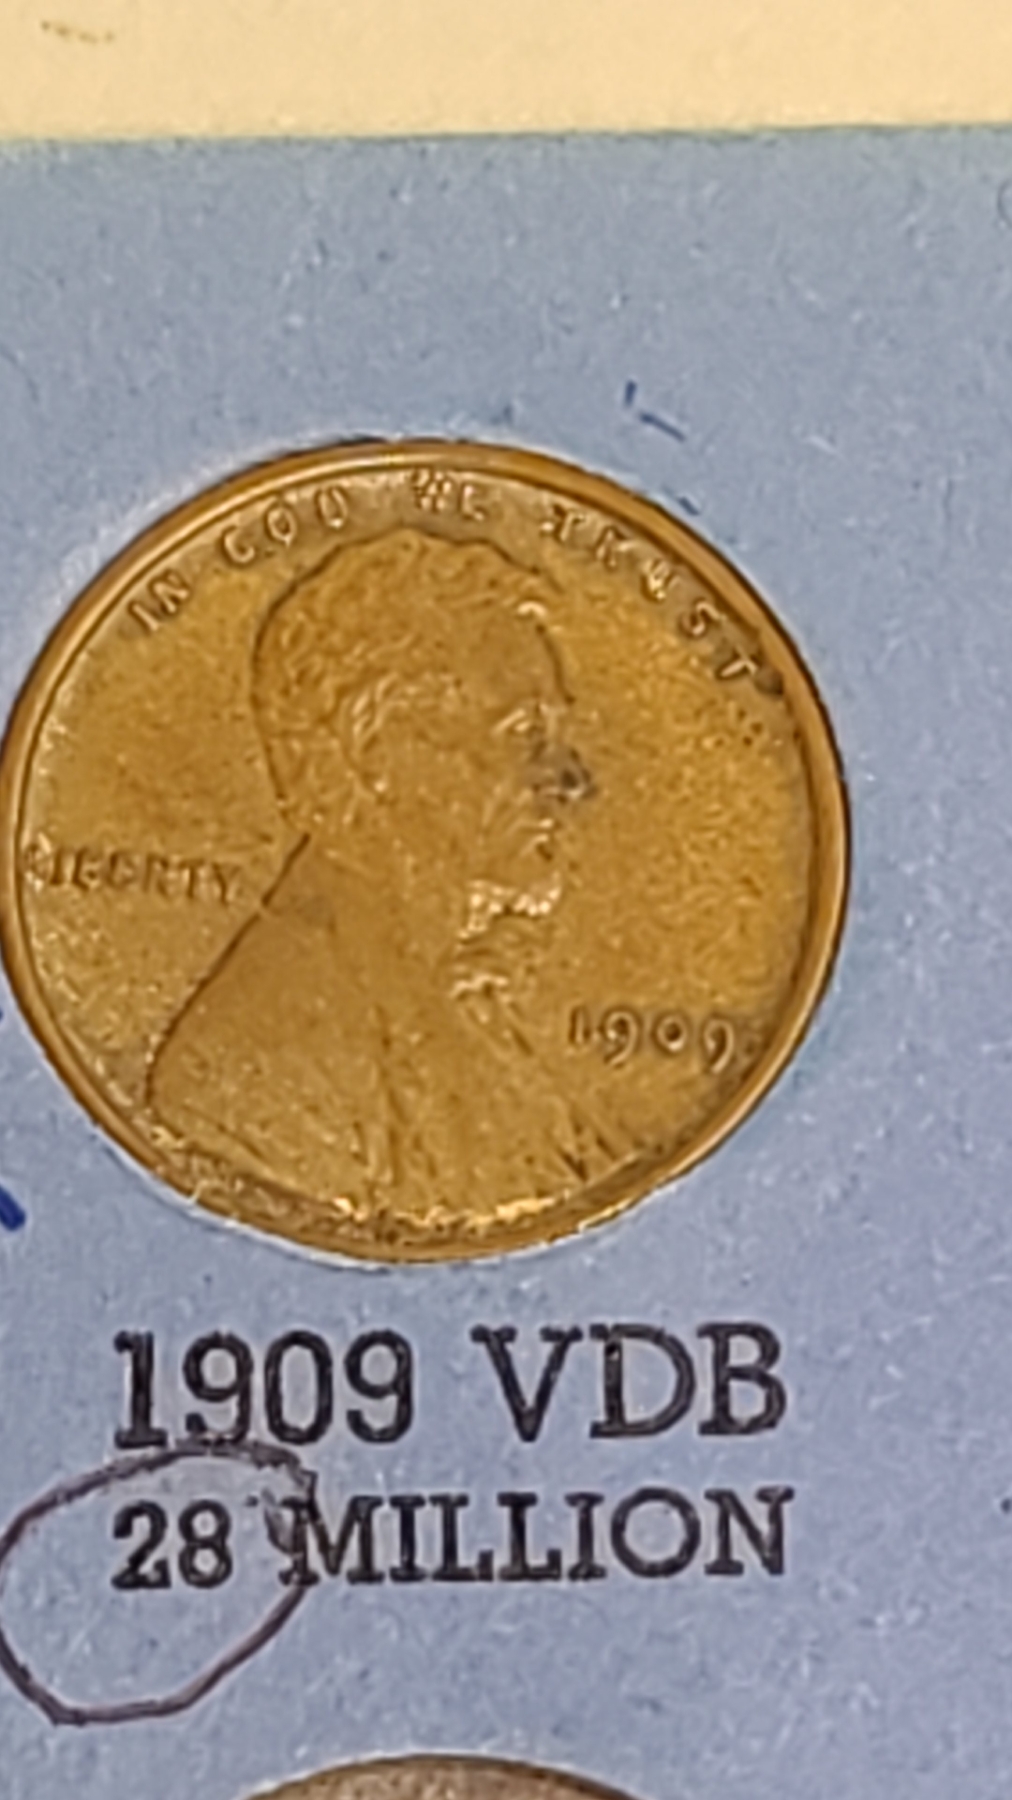 IN GOD WE TRUST
LIBERTY
1909
1909 VDB
28 MILLION